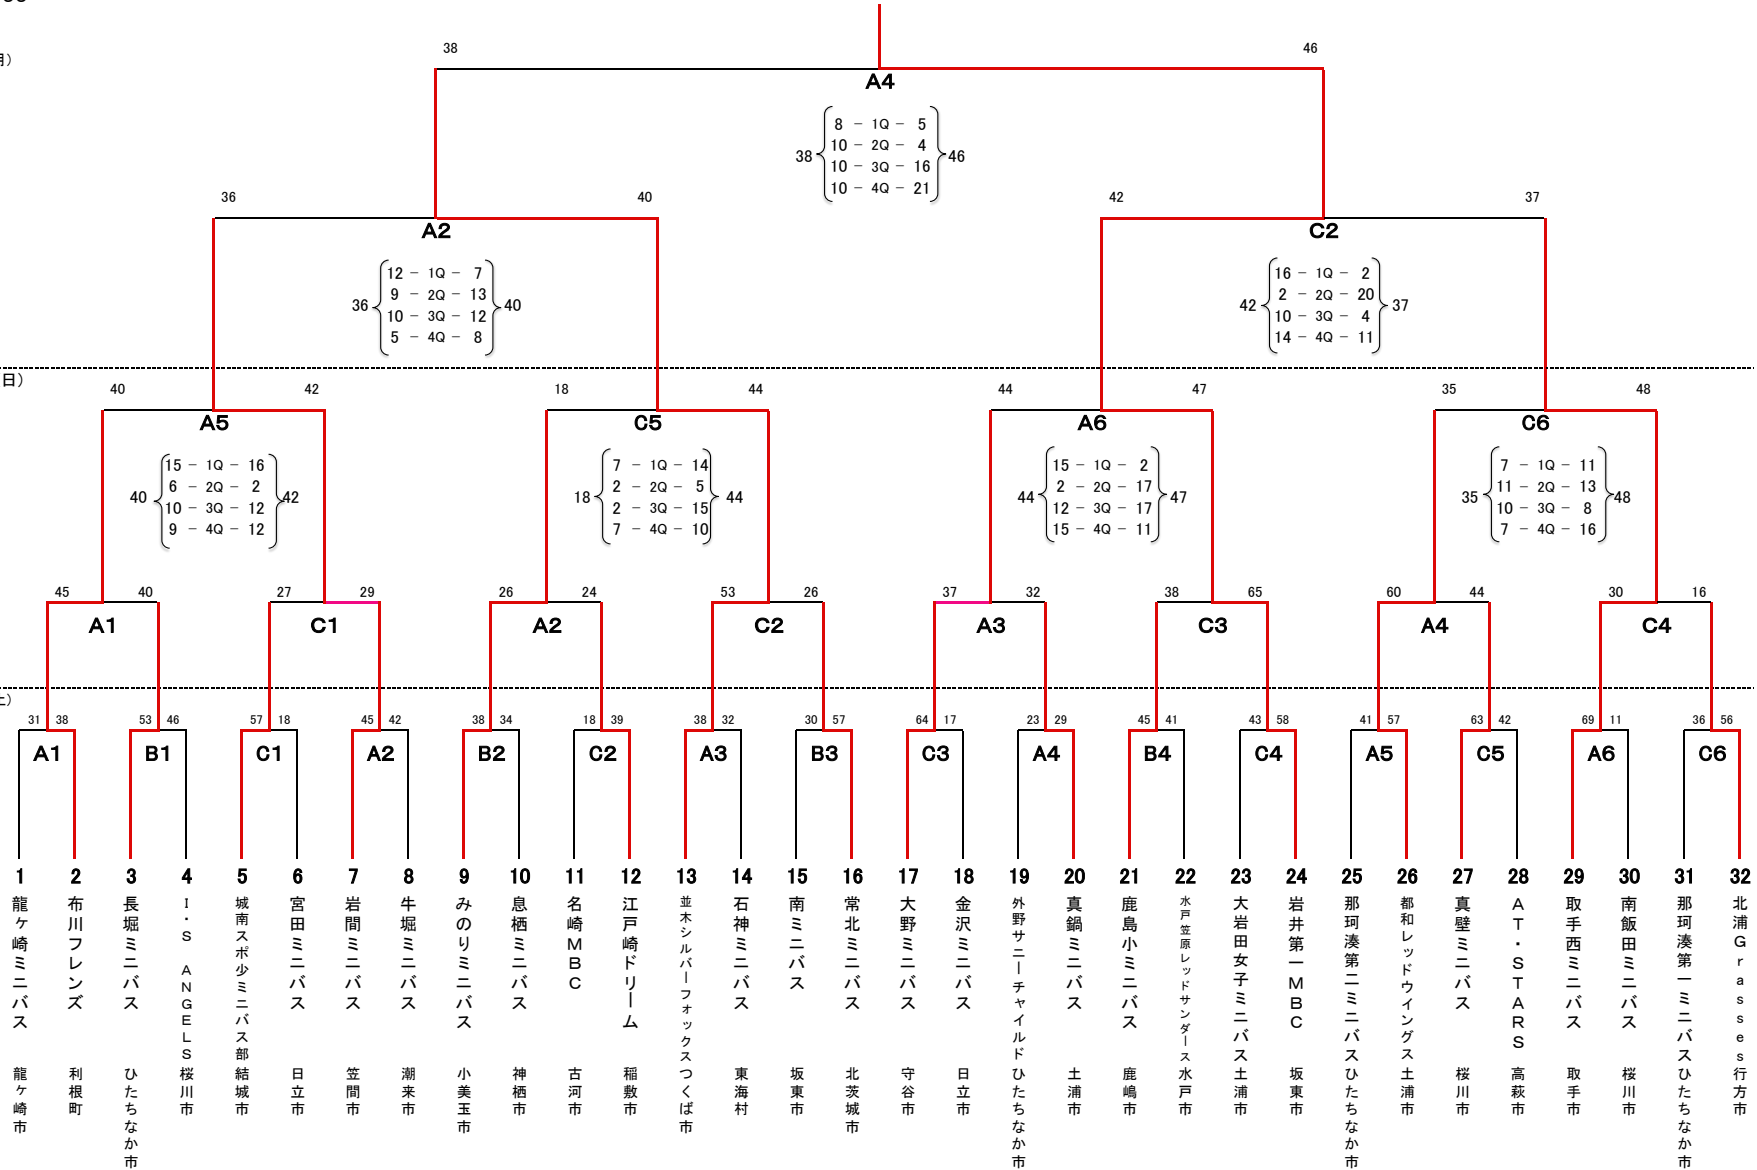 38 46
A4
8 － 1Q － 5
10 － 2Q － 4
38 46
10 － 3Q － 16
10 － 4Q － 21
36 40 42 37
A2 C2
12 － 1Q － 7
9 － 2Q － 13
36 40
10 － 3Q － 12
5 － 4Q － 8
16 － 1Q － 2
2 － 2Q － 20
42 37
10 － 3Q － 4
14 － 4Q － 11
日）
40 42 18 44 44 47 35 48
A5 C5 A6 C6
15 － 1Q － 16
6 － 2Q － 2
40 42
10 － 3Q － 12
9 － 4Q － 12
7 － 1Q － 14
2 － 2Q － 5
18 44
2 － 3Q － 15
7 － 4Q － 10
15 － 1Q － 2
2 － 2Q － 17
44 47
12 － 3Q － 17
15 － 4Q － 11
7 － 1Q － 11
11 － 2Q － 13
35 48
10 － 3Q － 8
7 － 4Q － 16
45 40 27 29 26 24 53 26 37 32 38 65 60 44 30 16
A1 C1 A2 C2 A3 C3 A4 C4
31 38 53 46 57 18 45 42 38 34 18 39 38 32 30 57 64 17 23 29 45 41 43 58 41 57 63 42 69 11 36 56
A1 B1 C1 A2 B2 C2 A3 B3 C3 A4 B4 C4 A5 C5 A6 C6
1 2 3 4 5 6 7 8 9 10 11 12 13 14 15 16 17 18 19 20 21 22 23 24 25 26 27 28 29 30 31 32
龍ヶ崎ミニバス
布川フレンズ
長堀ミニバス
I・S ANGELS
城南スポ少ミニバス部
宮田ミニバス
岩間ミニバス
牛堀ミニバス
みのりミニバス
息栖ミニバス
名崎MBC
江戸崎ドリーム
並木シルバーフォックス
石神ミニバス
南ミニバス
常北ミニバス
大野ミニバス
金沢ミニバス
外野サニーチャイルド
真鍋ミニバス
鹿島小ミニバス
水戸笠原レッドサンダース
大岩田女子ミニバス
岩井第一MBC
那珂湊第二ミニバス
都和レッドウイングス
真壁ミニバス
AT・STARS
取手西ミニバス
南飯田ミニバス
那珂湊第一ミニバス
北浦Grasses
龍ヶ崎市
利根町
ひたちなか市
桜川市
結城市
日立市
笠間市
潮来市
小美玉市
神栖市
古河市
稲敷市
つくば市
東海村
坂東市
北茨城市
守谷市
日立市
ひたちなか市
土浦市
鹿嶋市
水戸市
土浦市
坂東市
ひたちなか市
土浦市
桜川市
高萩市
取手市
桜川市
ひたちなか市
行方市